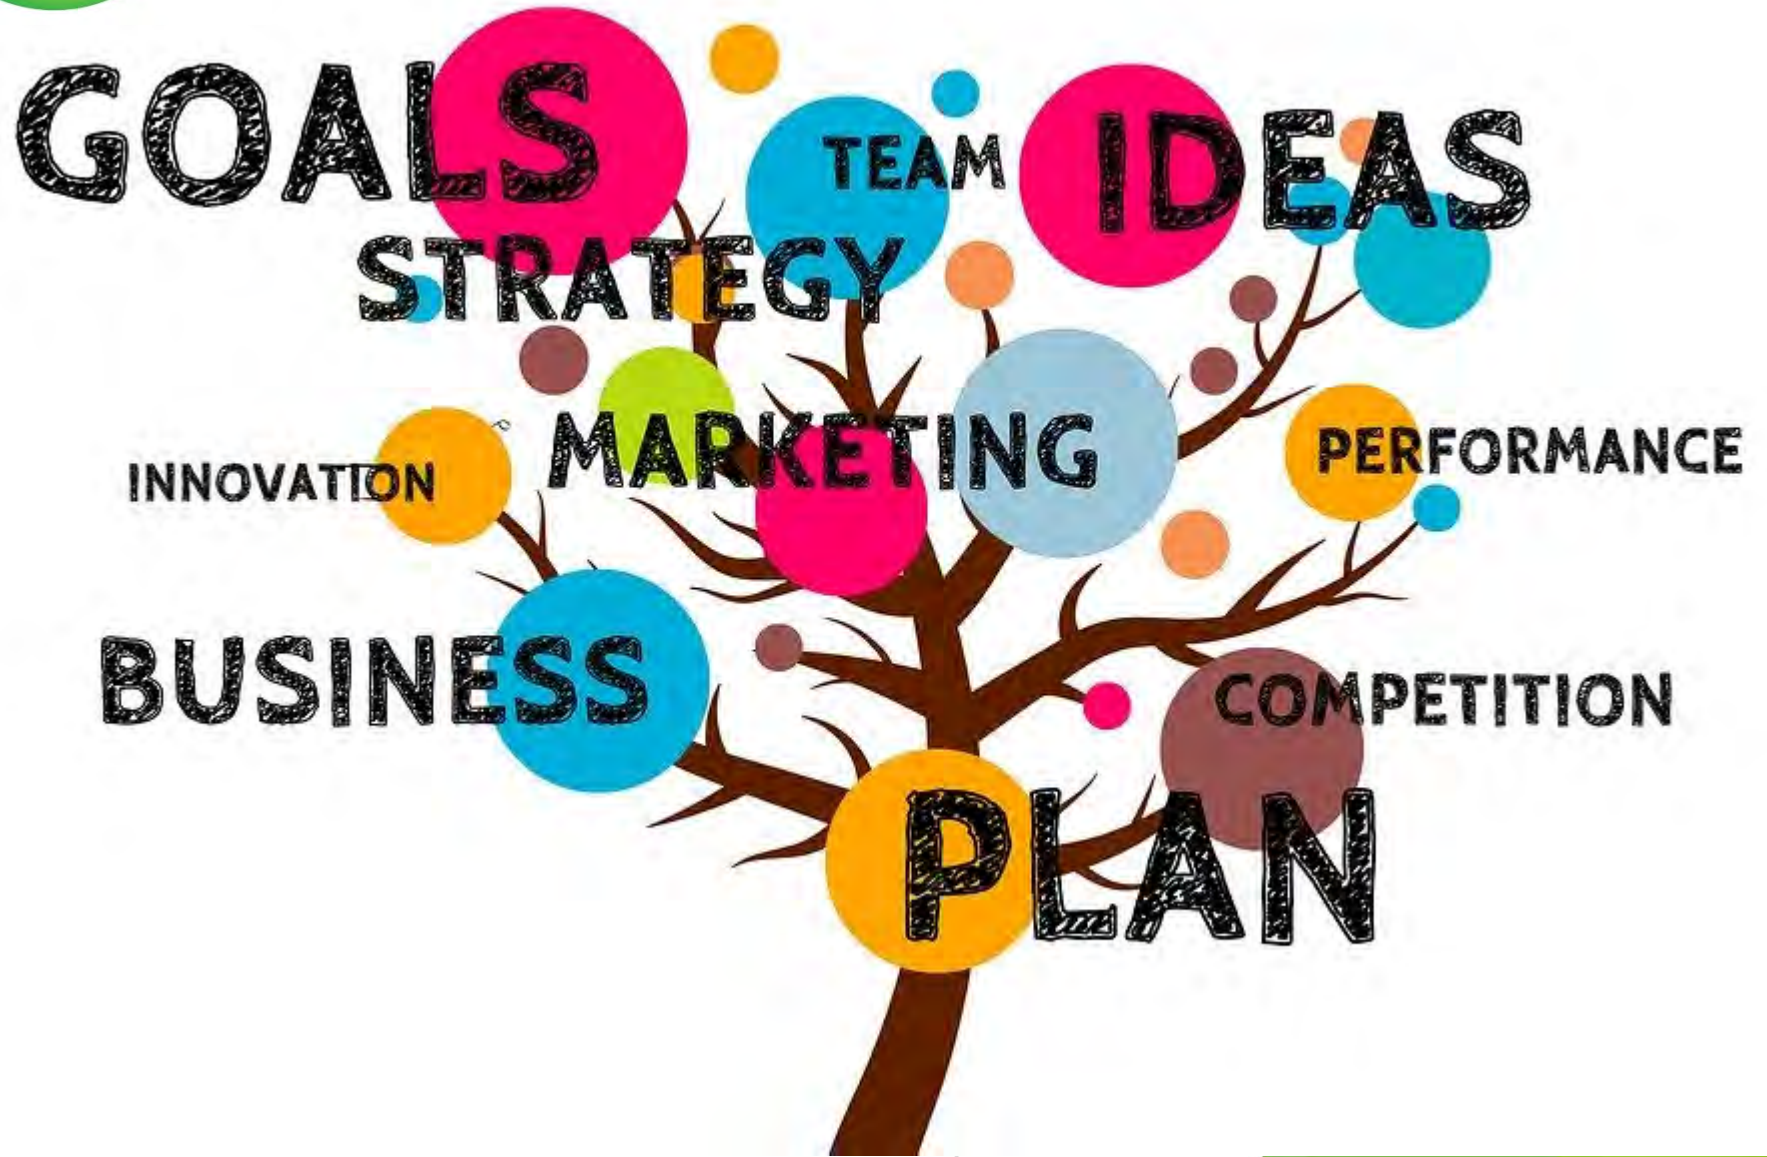 GOALS
TEAM
IDEAS
STRATEGY
MARKETING
PERFORMANCE
INNOVATION
BUSINESS
COMPETITION
PLAN